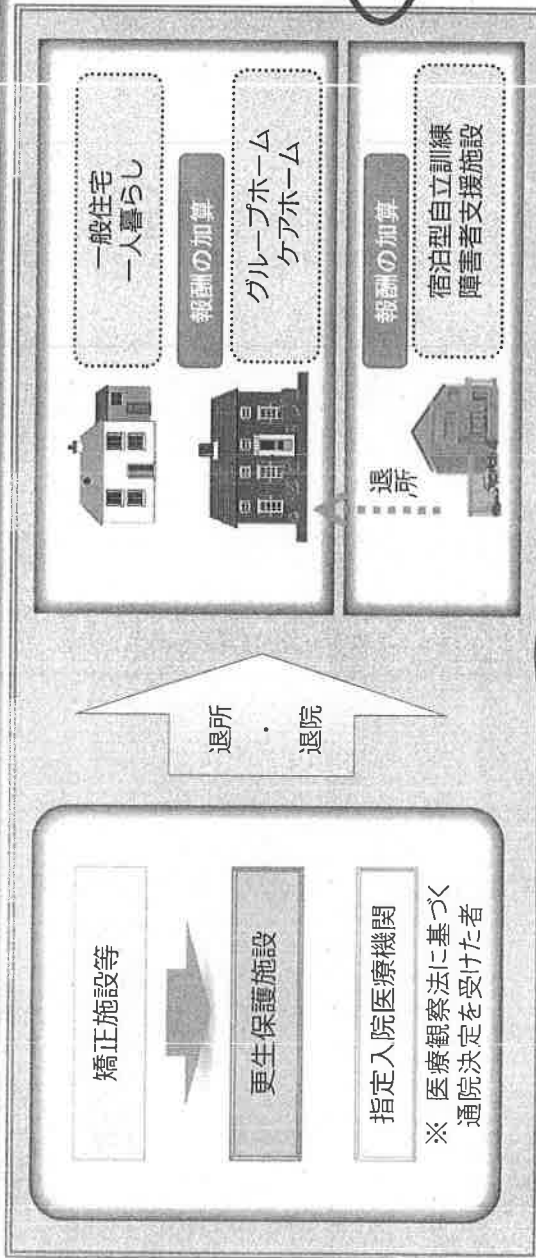 矯正施設等
更生保護施設
指定入院医療機関
※ 医療観察法に基づく
通院決定を受けた者
退所
・
退院
一般住宅
一人暮らし
報酬の加算
グループホーム
ケアホーム
退所
報酬の加算
宿泊型自立訓練
障害者支援施設